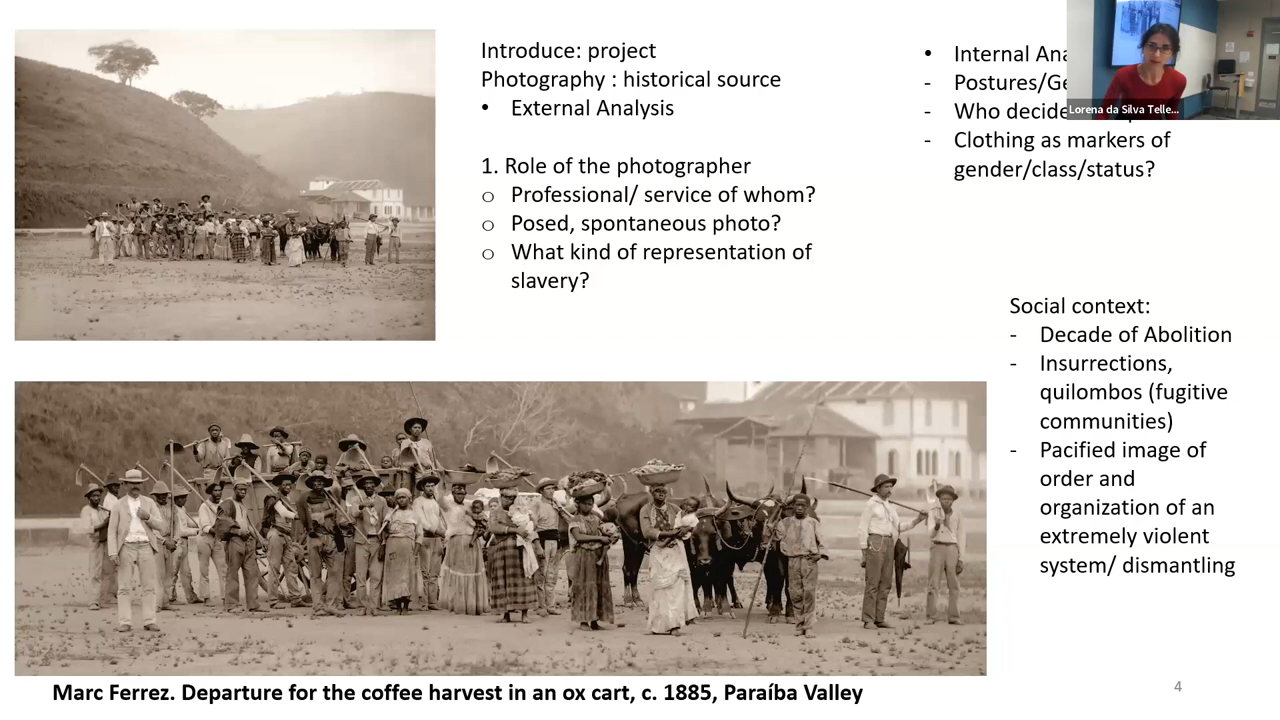 Introduce: project
Photography : historical source
• External Analysis
1. Role of the photographer
o Professional/ service of whom?
o Posed, spontaneous photo?
o What kind of representation of
slavery?
• Internal
- Postures/
- Who
- Clothing as markers of
gender/class/status?
Lorena da Silva Telle...
Social context:
- Decade of Abolition
- Insurrections,
quilombos (fugitive
communities)
- Pacified image of
order and
organization of an
extremely violent
system/ dismantling
Marc Ferrez. Departure for the coffee harvest in an ox cart, c. 1885, Paraíba Valley
4